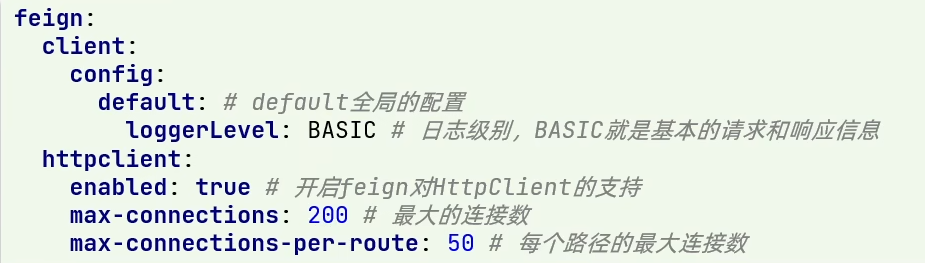 feign:
  client:
    config:
      default: # default全局的配置
        loggerLevel: BASIC # 日志级别，BASIC就是基本的请求和响应信息
  httpclient:
    enabled: true # 开启feign对HttpClient的支持
    max-connections: 200 # 最大的连接数
    max-connections-per-route: 50 # 每个路径的最大连接数